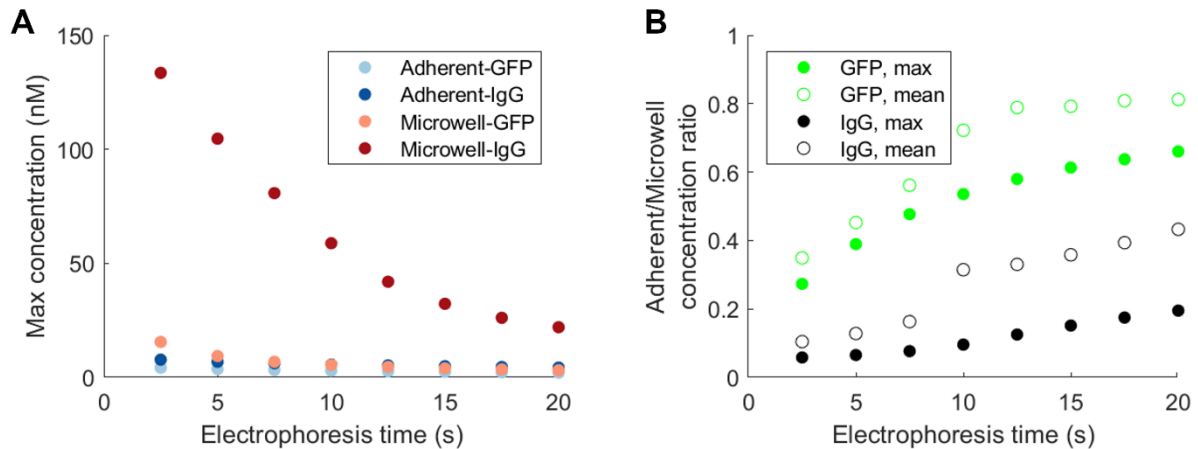 A
150
100
50
0
Max concentration (nM)
Adherent-GFP
Adherent-IgG
Microwell-GFP
Microwell-IgG
0 5 10 15 20
Electrophoresis time (s)
B
1
0.8
0.6
0.4
0.2
0
Adherent/Microwell
concentration ratio
GFP, max
GFP, mean
IgG, max
IgG, mean
0 5 10 15 20
Electrophoresis time (s)